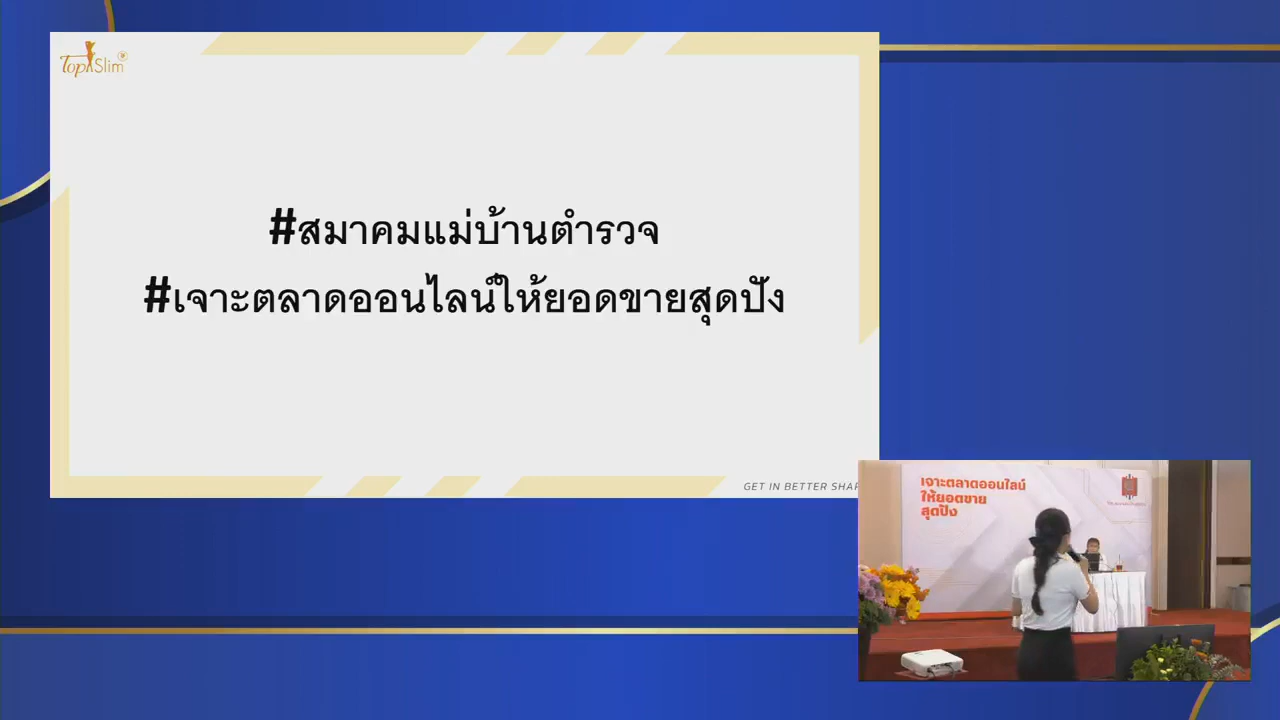 TopSlim
#สมาคมแม่บ้านตำรวจ
#เจาะตลาดออนไลน์ให้ยอดขายสุดปัง
GET IN BETTER SHAP
เจาะตลาดออนไลน์
ให้ยอดขาย
สุดปัง